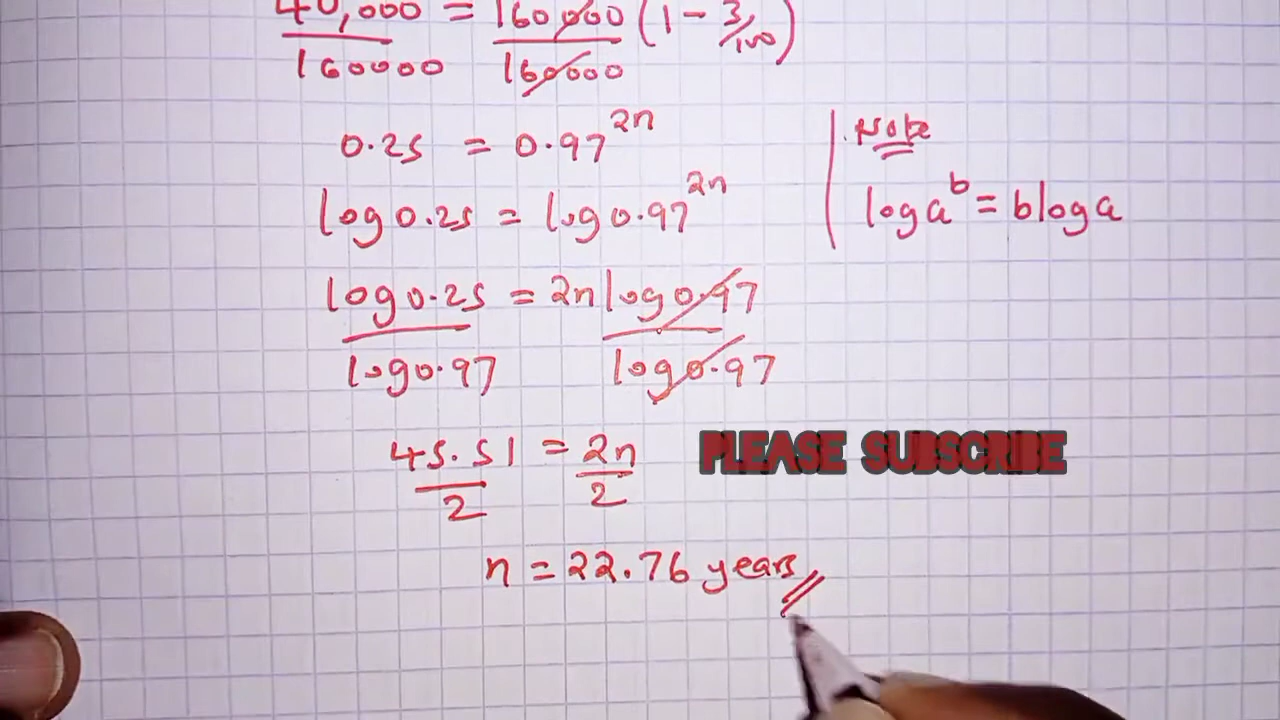 40,000 = 160,000 (1 - 3/100)
160000 160000
0.25 = 0.97^2n
Note
log 0.25 = log 0.97^2n
log a^b = b log a
log 0.25 = 2n log 0.97
log 0.97 log 0.97
45.51 = 2n
2 2
PLEASE SUBSCRIBE
n = 22.76 years